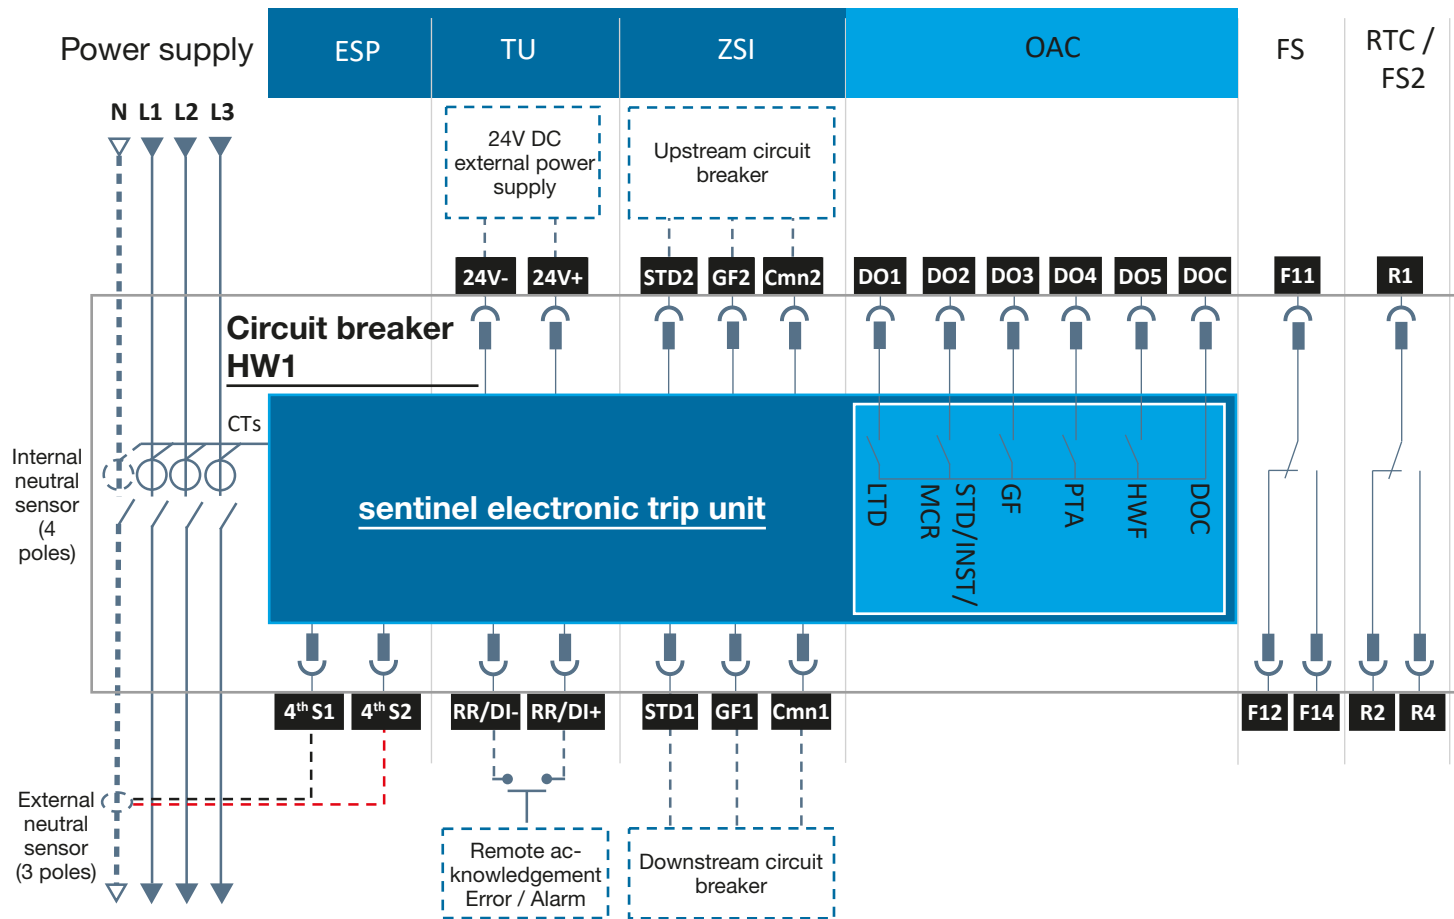 Power supply
ESP
TU
ZSI
OAC
FS
RTC /
FS2
N L1 L2 L3
24V DC
external power
supply
Upstream circuit
breaker
24V-
24V+
STD2
GF2
Cmn2
DO1
DO2
DO3
DO4
DO5
DOC
F11
R1
Circuit breaker
HW1
CTs
Internal
neutral
sensor
(4
poles)
sentinel electronic trip unit
LTD
STD/INST/
MCR
GF
PTA
HWF
DOC
4th S1
4th S2
RR/DI-
RR/DI+
STD1
GF1
Cmn1
F12
F14
R2
R4
External
neutral
sensor
(3 poles)
Remote ac-
knowledgement
Error / Alarm
Downstream circuit
breaker